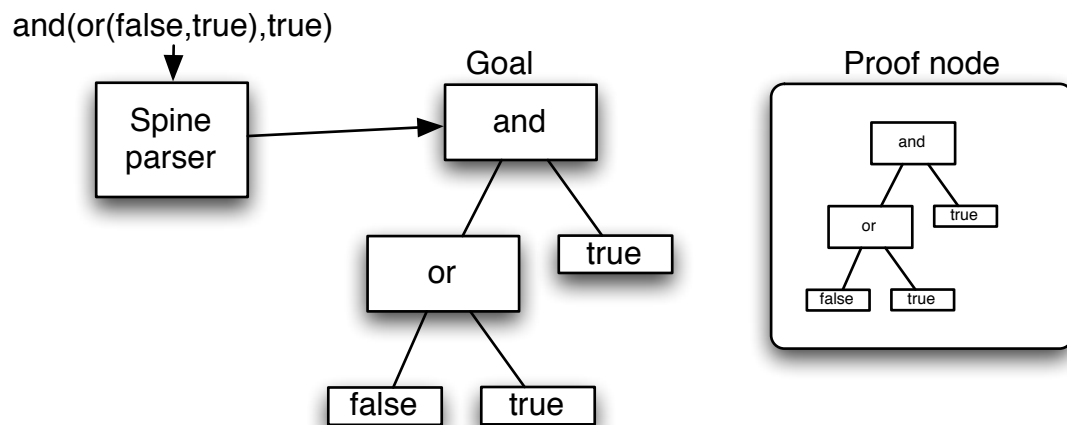 and(or(false,true),true)
Spine
parser
Goal
and
or
true
false
true
Proof node
and
or
true
false
true